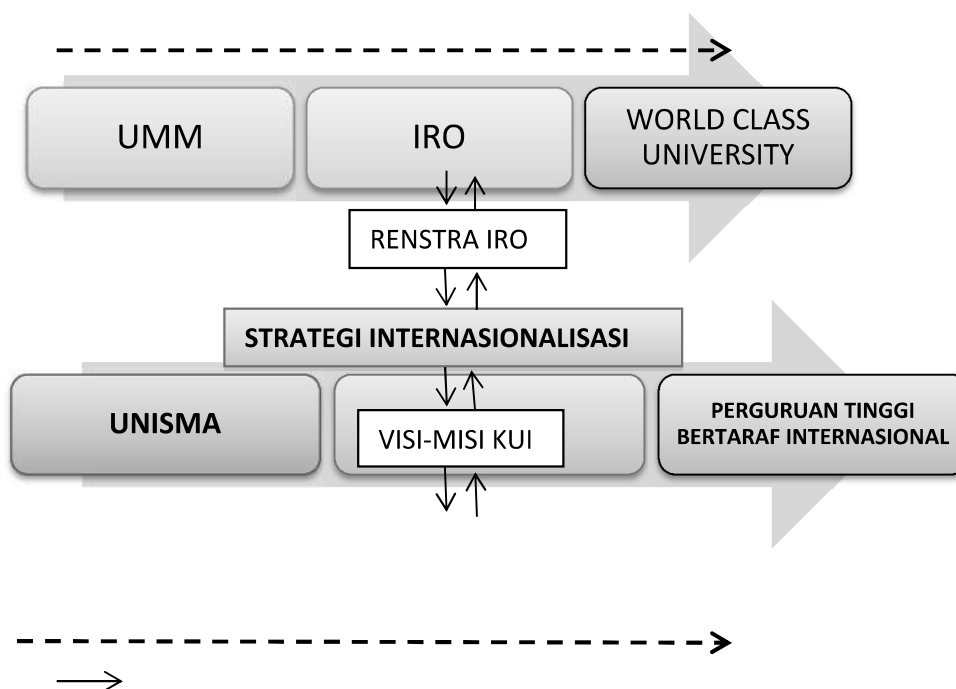 UMM
IRO
WORLD CLASS
UNIVERSITY
RENSTRA IRO
STRATEGI INTERNASIONALISASI
UNISMA
VISI-MISI KUI
PERGURUAN TINGGI
BERTARAF INTERNASIONAL